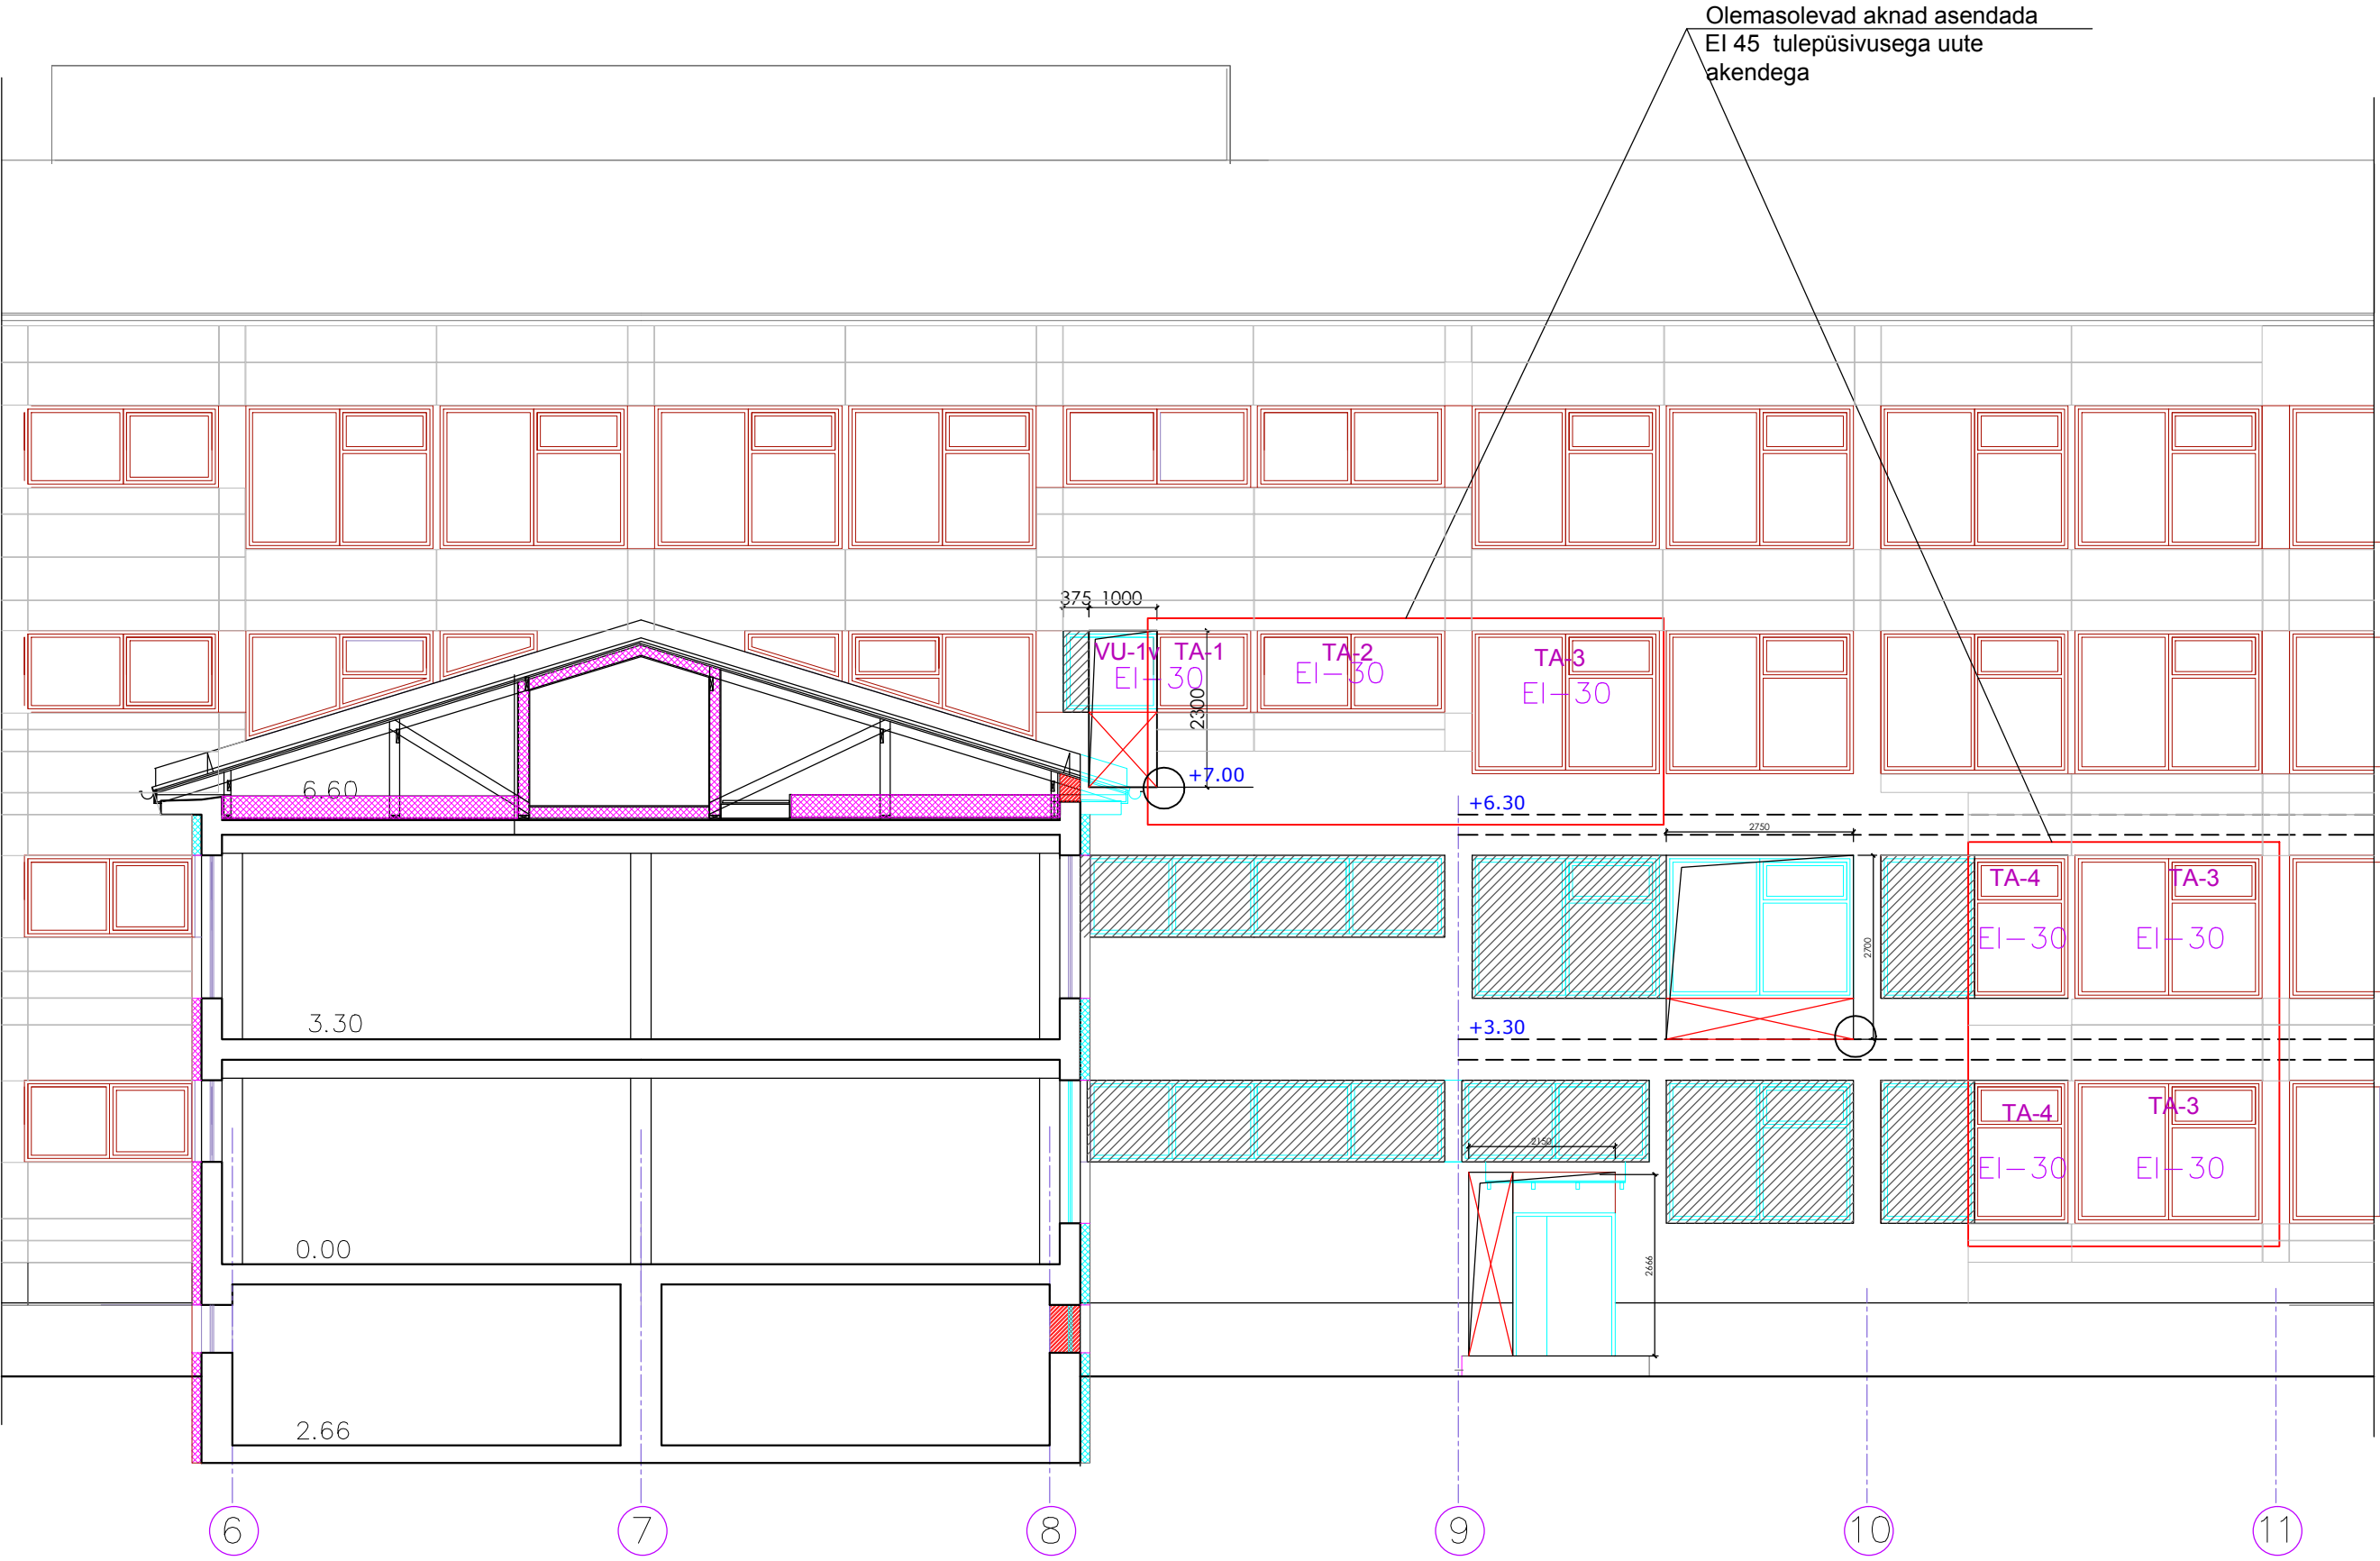 Olemasolevad aknad asendada
EI 45 tulepüsivusega uute
akendega
375 1000
VU-1v TA-1 TA-2 TA-3
EI-30 EI-30 EI-30
2300
+7.00
6.60
+6.30
2750
TA-4 TA-3
2700
EI-30 EI-30
3.30
+3.30
TA-4 TA-3
2150
EI-30 EI-30
0.00
2666
2.66
6 7 8 9 10 11